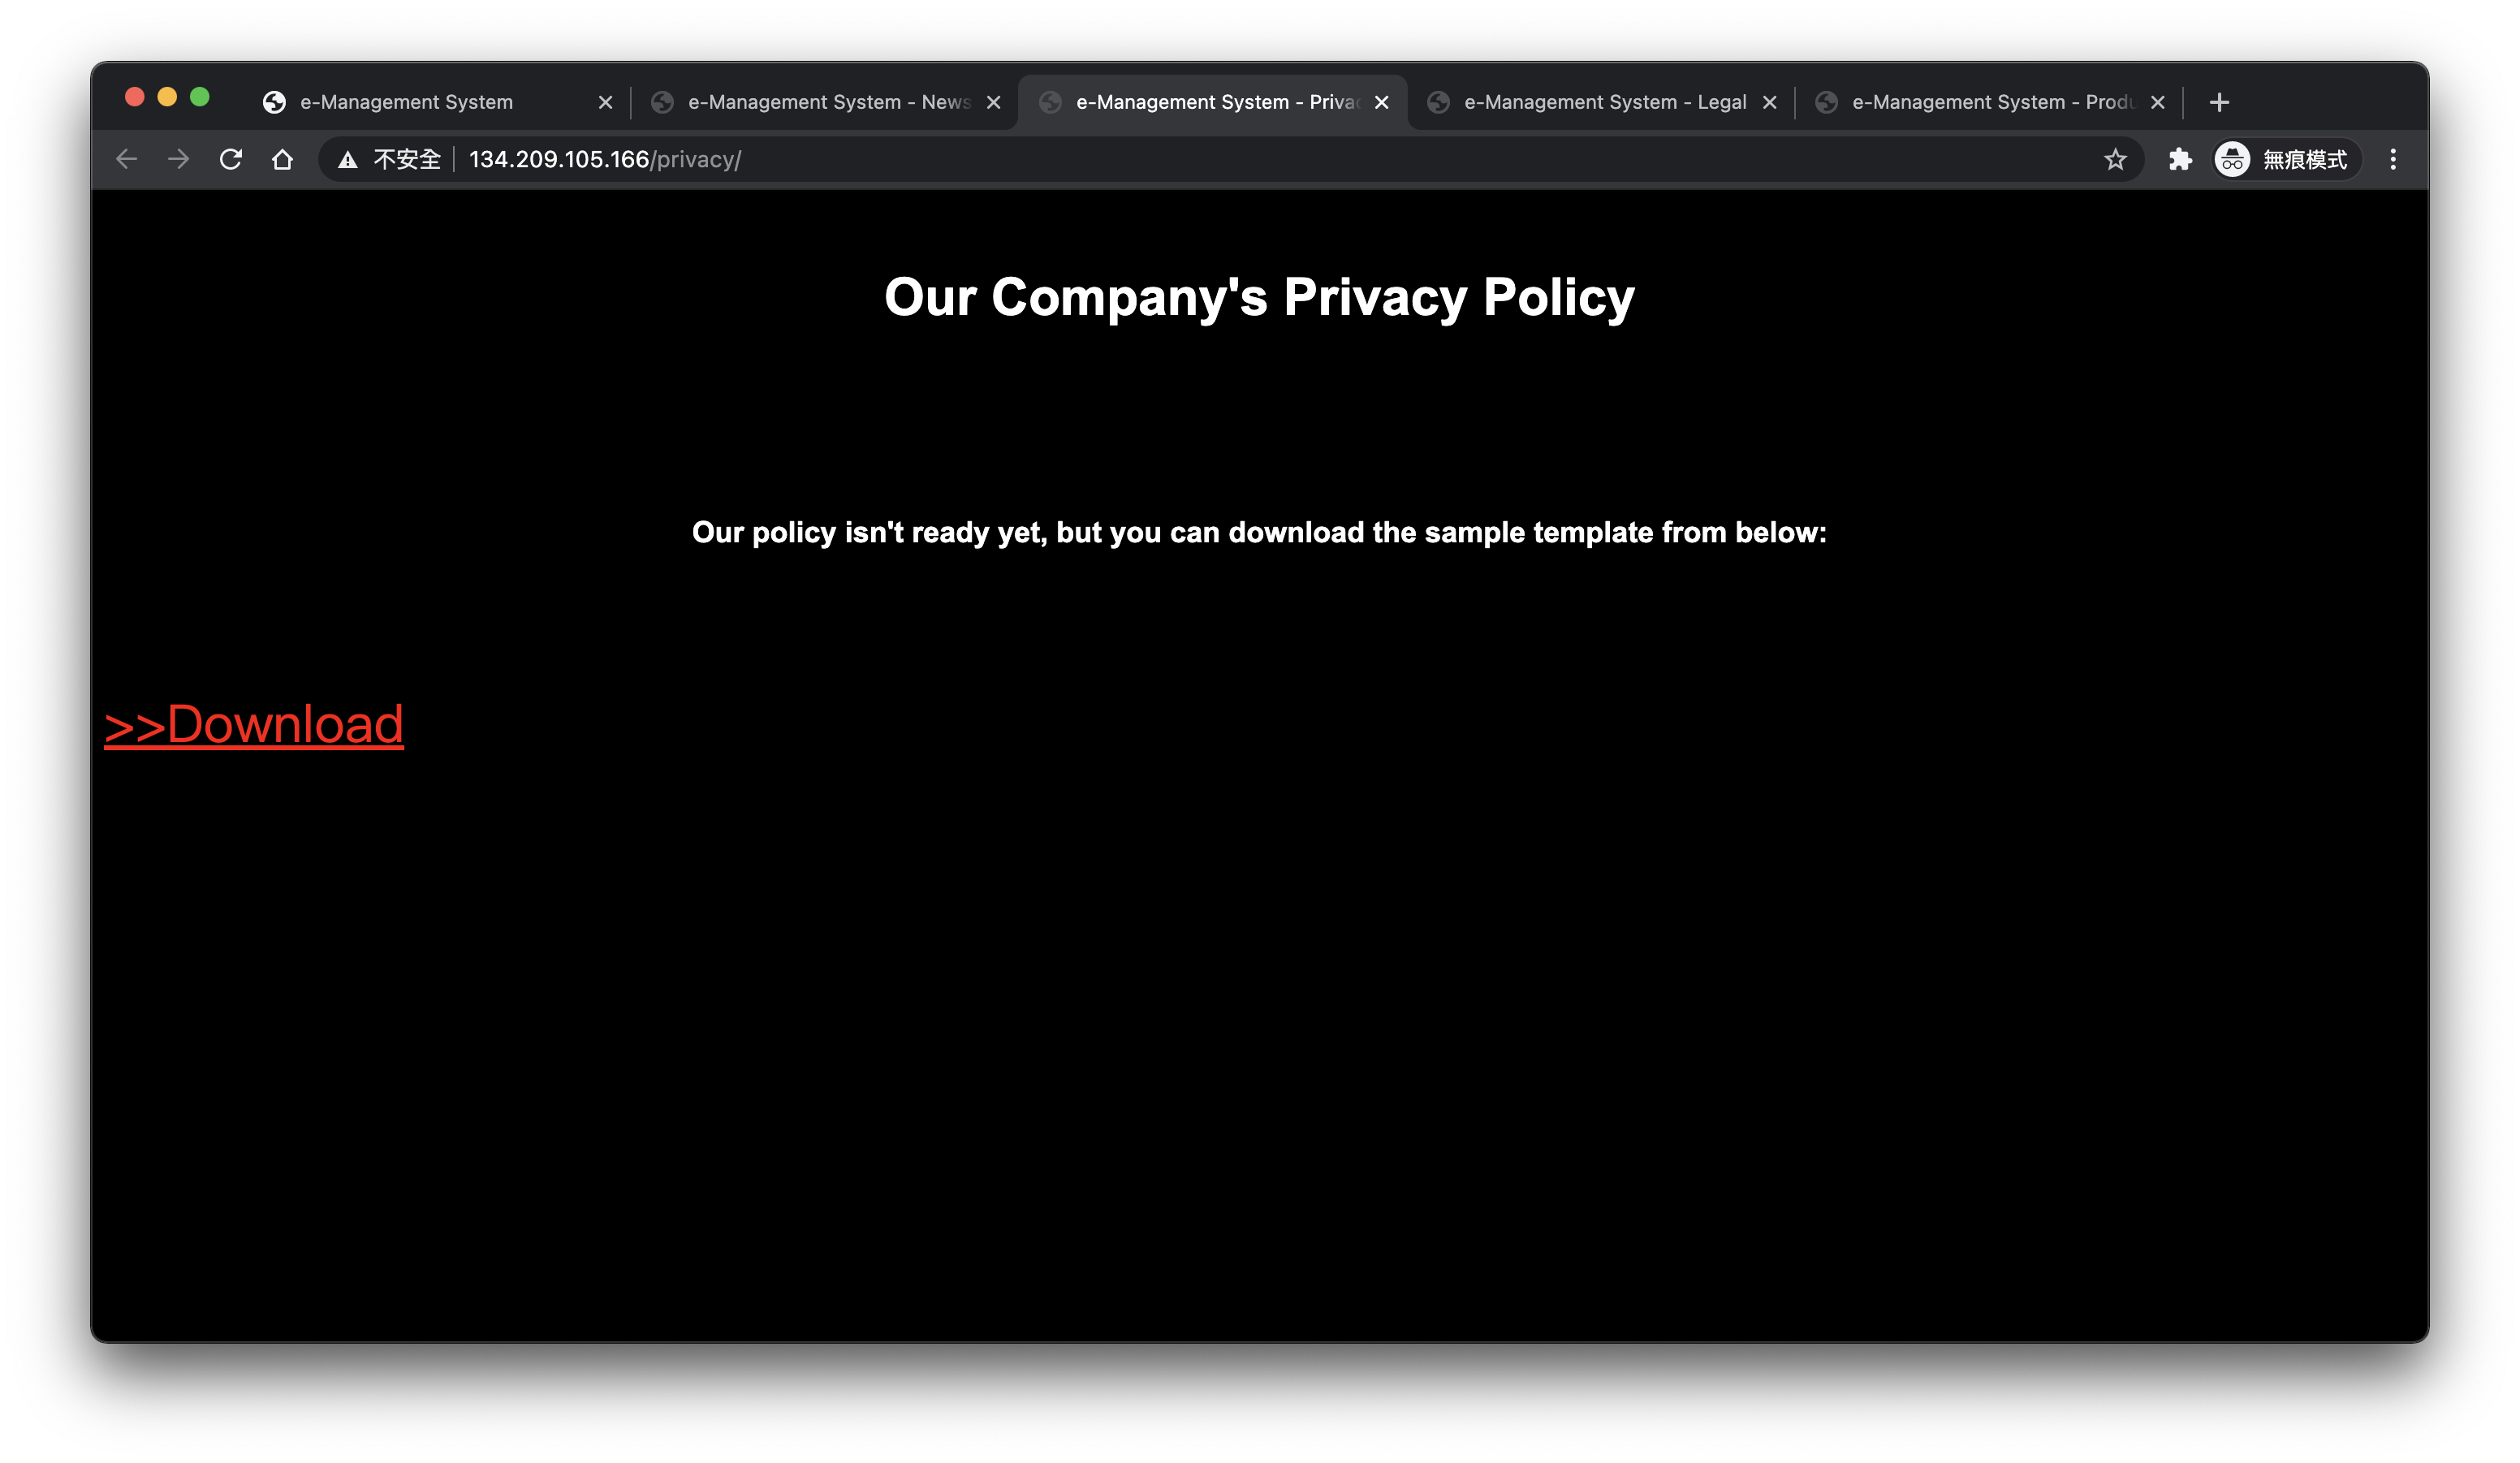 e-Management System
e-Management System - News
e-Management System - Privac
e-Management System - Legal
e-Management System - Produ
不安全
134.209.105.166/privacy/
無痕模式
Our Company's Privacy Policy
Our policy isn't ready yet, but you can download the sample template from below:
>>Download